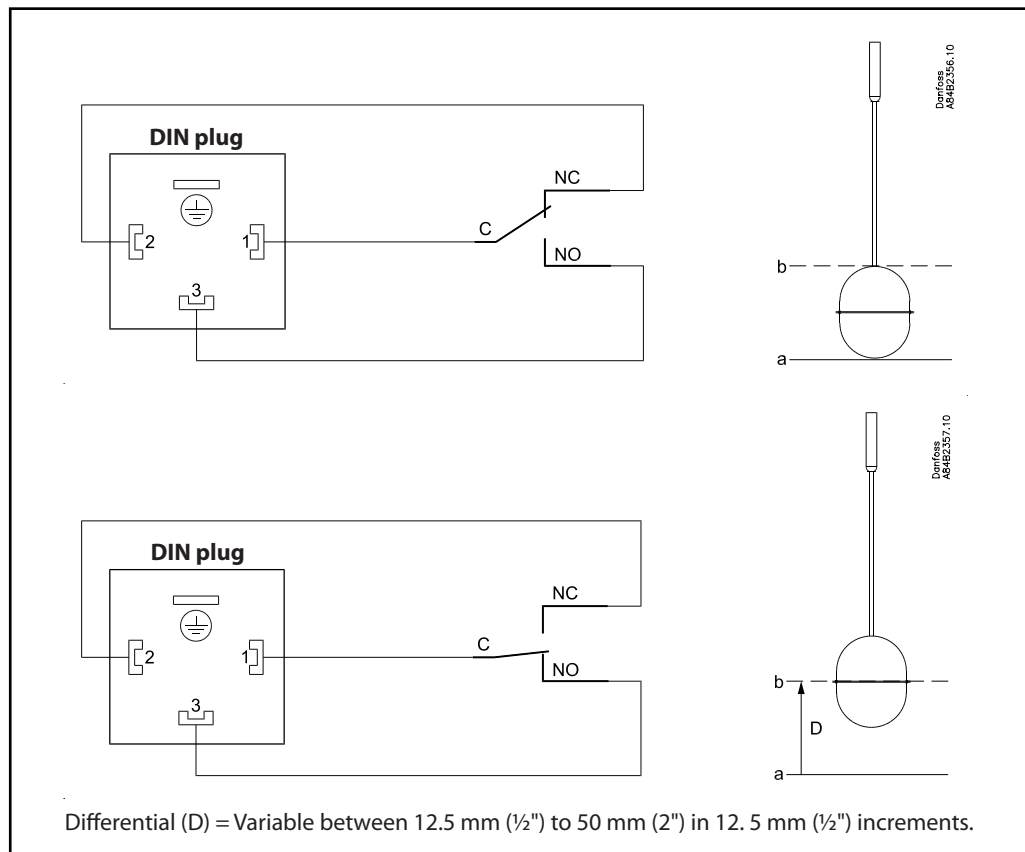 Danfoss
A84B2356.10
DIN plug
NC
2
1
C
NO
3
b
a
Danfoss
A84B2357.10
DIN plug
NC
2
1
C
NO
3
b
D
a
Differential (D) = Variable between 12.5 mm (½") to 50 mm (2") in 12. 5 mm (½") increments.